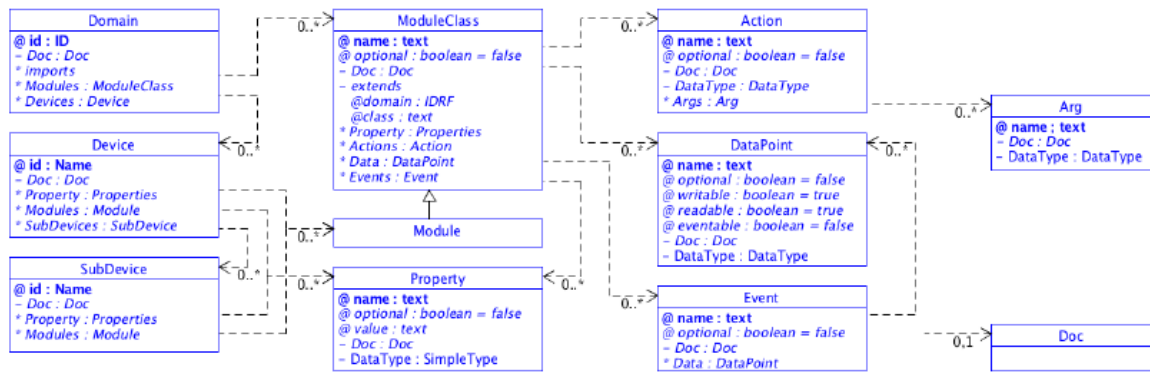 Domain
@ id : ID
– Doc : Doc
* imports
* Modules : ModuleClass
* Devices : Device
0..*
0..*
Device
@ id : Name
– Doc : Doc
* Property : Properties
* Modules : Module
* SubDevices : SubDevice
0..*
SubDevice
@ id : Name
– Doc : Doc
* Property : Properties
* Modules : Module
ModuleClass
@ name : text
@ optional : boolean = false
– Doc : Doc
– extends
@domain : IDRF
@class : text
* Property : Properties
* Actions : Action
* Data : DataPoint
* Events : Event
0..*
Module
0..*
0..*
Property
@ name : text
@ optional : boolean = false
@ value : text
– Doc : Doc
– DataType : SimpleType
0..*
Action
@ name : text
@ optional : boolean = false
– Doc : Doc
– DataType : DataType
* Args : Arg
0..*
0..*
DataPoint
@ name : text
@ optional : boolean = false
@ writable : boolean = true
@ readable : boolean = true
@ eventable : boolean = false
– Doc : Doc
– DataType : DataType
0..*
Event
@ name : text
@ optional : boolean = false
– Doc : Doc
* Data : DataPoint
0..*
Arg
@ name : text
– Doc : Doc
– DataType : DataType
0,1
Doc